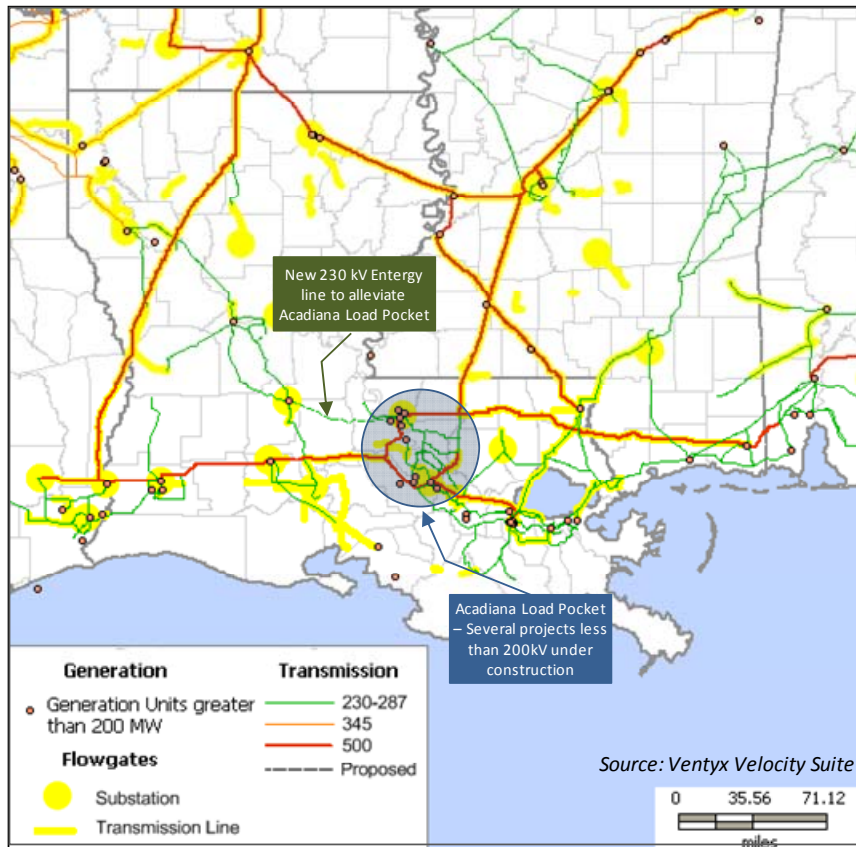 New 230 kV Entergy
line to alleviate
Acadiana Load Pocket
Acadiana Load Pocket
– Several projects less
than 200kV under
construction
Generation
Generation Units greater
than 200 MW
Flowgates
Substation
Transmission Line
Transmission
230-287
345
500
Proposed
Source: Ventyx Velocity Suite
0 35.56 71.12
miles